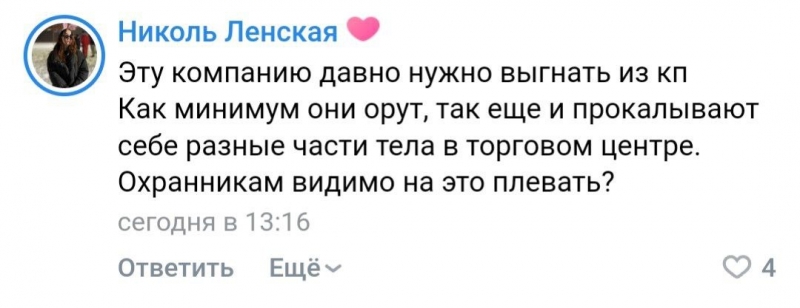 Николь Ленская
Эту компанию давно нужно выгнать из кп
Как минимум они орут, так еще и прокалывают
себе разные части тела в торговом центре.
Охранникам видимо на это плевать?
сегодня в 13:16
Ответить Ещё 4